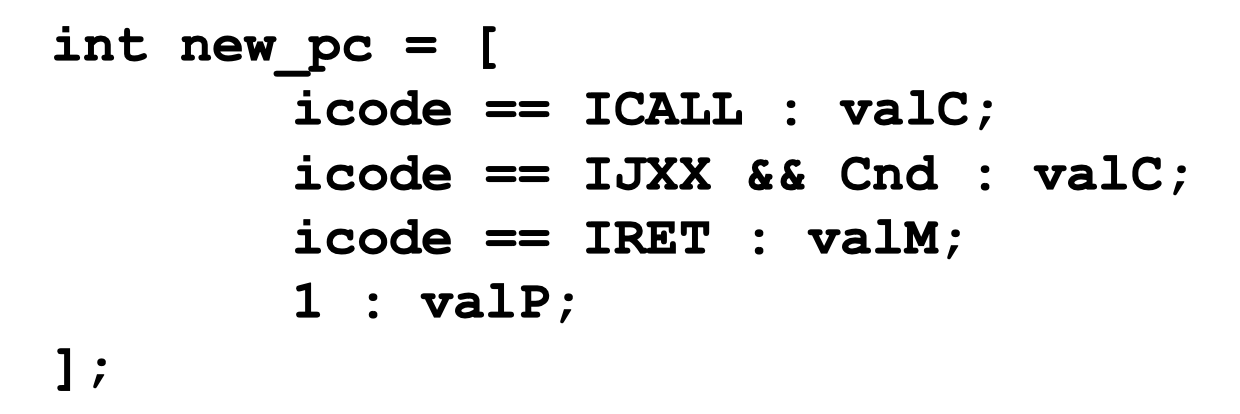 int new_pc = [
icode == ICALL : valC;
icode == IJXX && Cnd : valC;
icode == IRET : valM;
1 : valP;
];